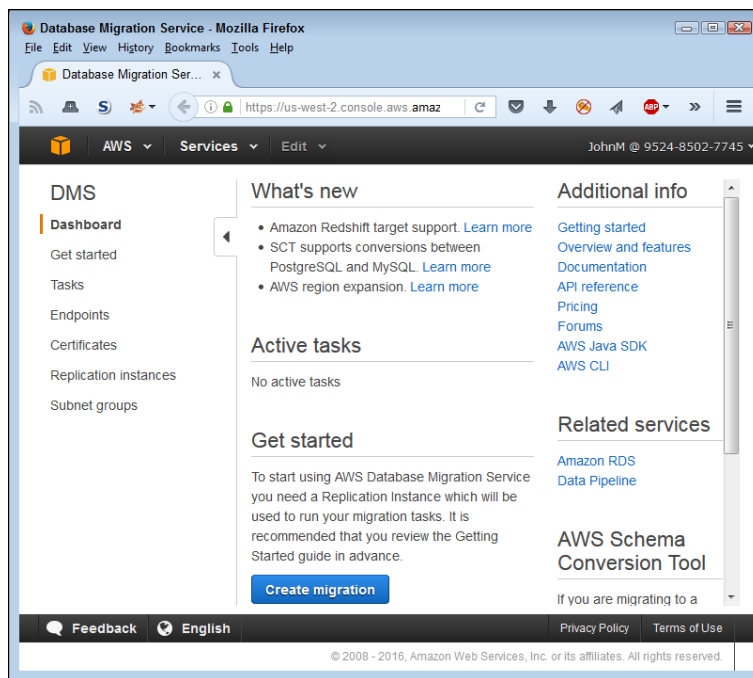 Database Migration Service - Mozilla Firefox
File Edit View History Bookmarks Tools Help
Database Migration Ser... ×
S ABP »
https://us-west-2.console.aws.amaz
AWS Services Edit JohnM @ 9524-8502-7745
DMS
Dashboard
Get started
Tasks
Endpoints
Certificates
Replication instances
Subnet groups
What's new
• Amazon Redshift target support. Learn more
• SCT supports conversions between
PostgreSQL and MySQL. Learn more
• AWS region expansion. Learn more
Active tasks
No active tasks
Get started
To start using AWS Database Migration Service
you need a Replication Instance which will be
used to run your migration tasks. It is
recommended that you review the Getting
Started guide in advance.
Create migration
Additional info
Getting started
Overview and features
Documentation
API reference
Pricing
Forums
AWS Java SDK
AWS CLI
Related services
Amazon RDS
Data Pipeline
AWS Schema
Conversion Tool
If you are migrating to a
Feedback English Privacy Policy Terms of Use
© 2008 - 2016, Amazon Web Services, Inc. or its affiliates. All rights reserved.